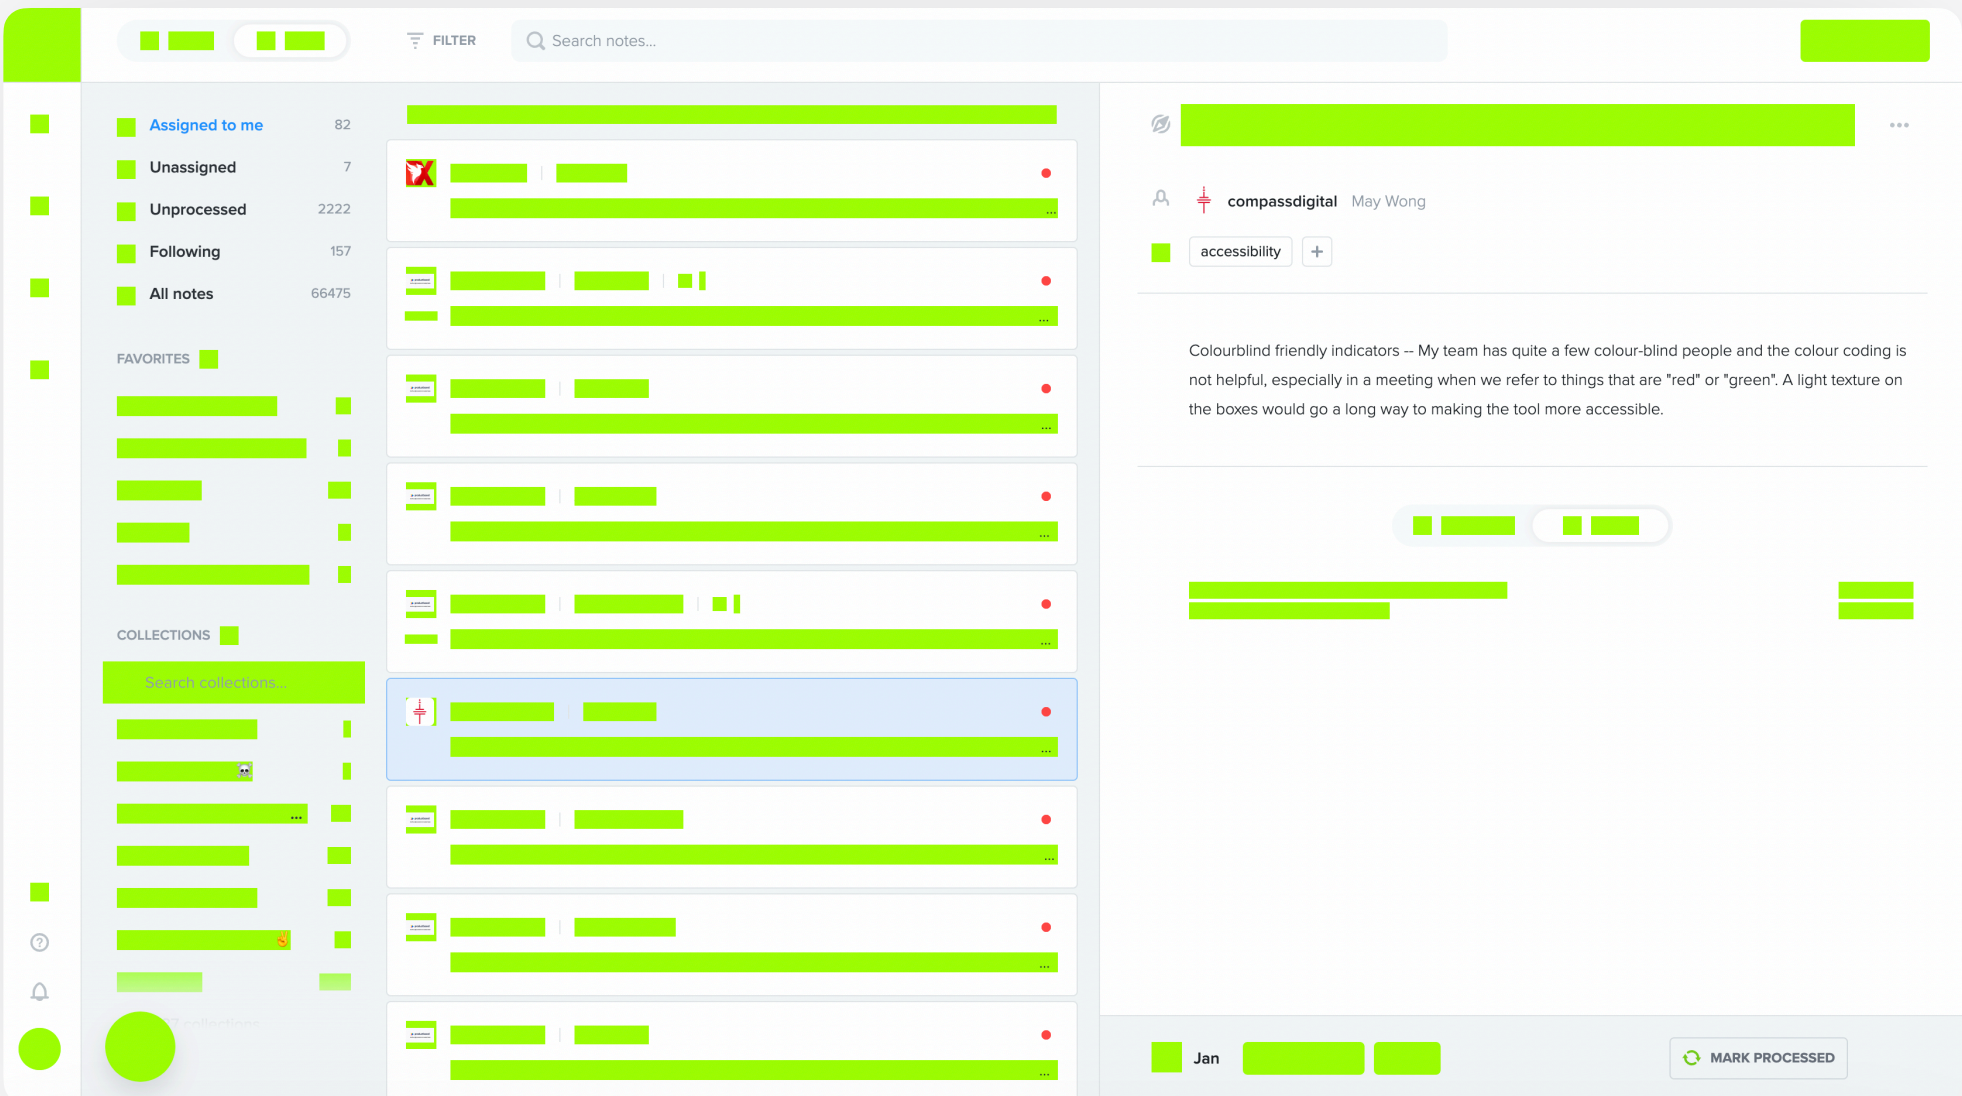 FILTER
Search notes...
Assigned to me 82
Unassigned 7
Unprocessed 2222
Following 157
All notes 66475
FAVORITES
COLLECTIONS
Search collections...
...
compassdigital May Wong
accessibility +
Colourblind friendly indicators -- My team has quite a few colour-blind people and the colour coding is
not helpful, especially in a meeting when we refer to things that are "red" or "green". A light texture on
the boxes would go a long way to making the tool more accessible.
Jan
MARK PROCESSED